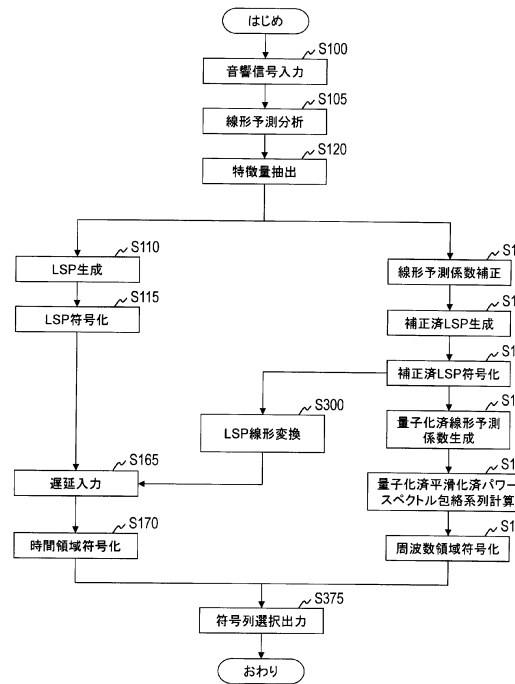 はじめ
S100
音響信号入力
S105
線形予測分析
S120
特徴量抽出
S110
LSP生成
S115
LSP符号化
S300
LSP線形変換
S165
遅延入力
S170
時間領域符号化
S1
線形予測係数補正
S1
補正済LSP生成
S1
補正済LSP符号化
S1
量子化済線形予測
係数生成
S1
量子化済平滑化済パワー
スペクトル包絡系列計算
S1
周波数領域符号化
S375
符号列選択出力
おわり